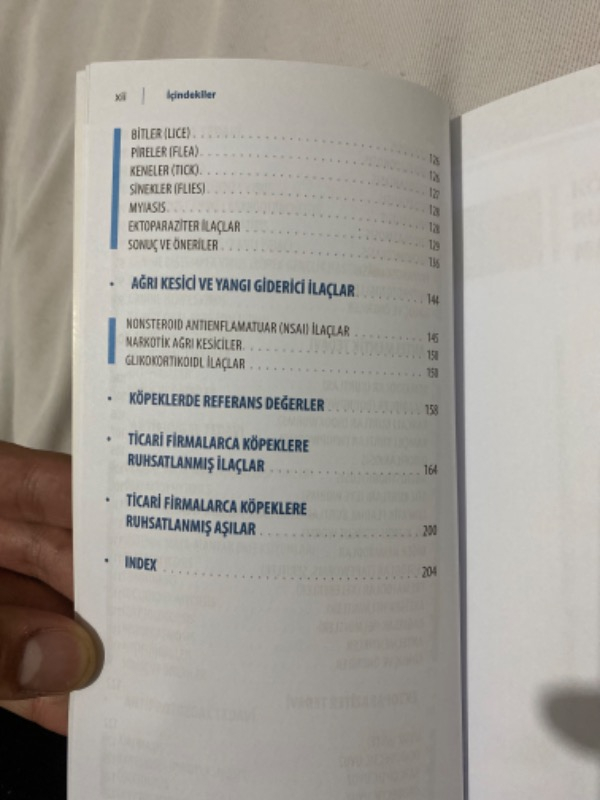 xii | İçindekiler
BİTLER (LICE) 126
PİRELER (FLEA) 126
KENELER (TICK) 127
SİNEKLER (FLIES) 128
MYIASIS 128
EKTOPARAZİTER İLAÇLAR 129
SONUÇ VE ÖNERİLER 136
• AĞRI KESİCİ VE YANGI GİDERİCİ İLAÇLAR 144
NONSTEROID ANTIENFLAMATUAR (NSAI) İLAÇLAR 145
NARKOTİK AĞRI KESİCİLER 150
GLIKOKORTIKOIDL İLAÇLAR 150
• KÖPEKLERDE REFERANS DEĞERLER 158
• TİCARİ FİRMALARCA KÖPEKLERE
RUHSATLANMIŞ İLAÇLAR 164
• TİCARİ FİRMALARCA KÖPEKLERE
RUHSATLANMIŞ AŞILAR 200
• INDEX 204